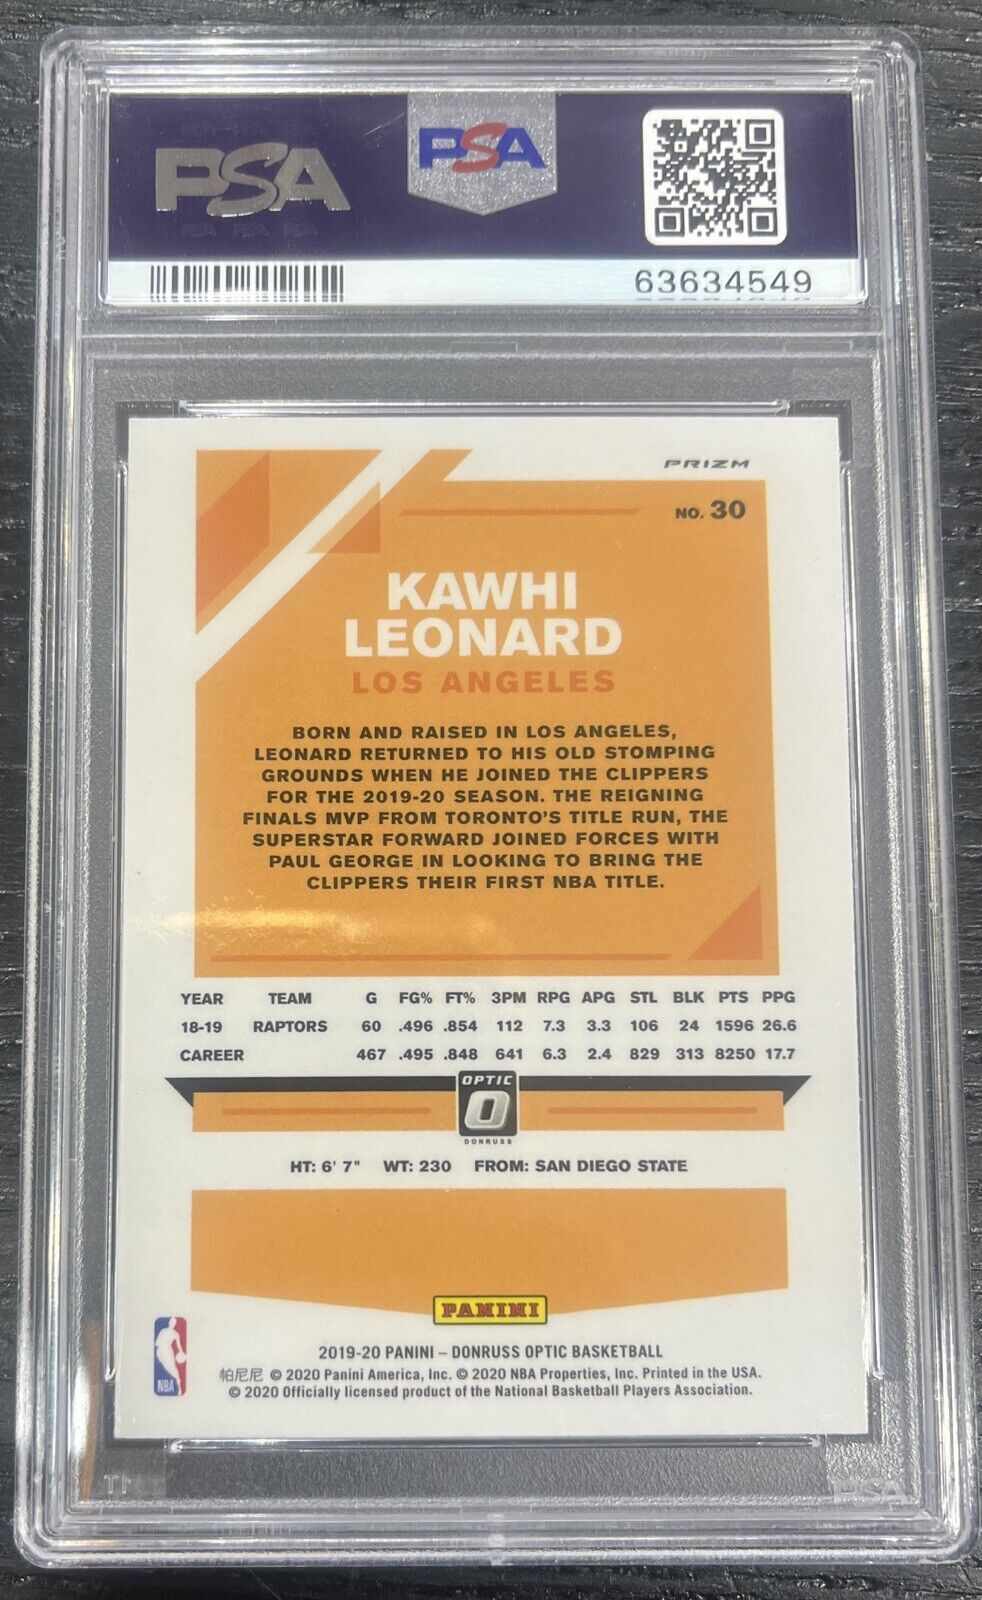 PSA
PSA
63634549
PRIZM
NO. 30
KAWHI
LEONARD
LOS ANGELES
BORN AND RAISED IN LOS ANGELES,
LEONARD RETURNED TO HIS OLD STOMPING
GROUNDS WHEN HE JOINED THE CLIPPERS
FOR THE 2019-20 SEASON. THE REIGNING
FINALS MVP FROM TORONTO'S TITLE RUN, THE
SUPERSTAR FORWARD JOINED FORCES WITH
PAUL GEORGE IN LOOKING TO BRING THE
CLIPPERS THEIR FIRST NBA TITLE.
YEAR TEAM G FG% FT% 3PM RPG APG STL BLK PTS PPG
18-19 RAPTORS 60 .496 .854 112 7.3 3.3 106 24 1596 26.6
CAREER 467 .495 .848 641 6.3 2.4 829 313 8250 17.7
OPTIC
DONRUSS
HT: 6' 7" WT: 230 FROM: SAN DIEGO STATE
PANINI
2019-20 PANINI – DONRUSS OPTIC BASKETBALL
帕尼尼 © 2020 Panini America, Inc. © 2020 NBA Properties, Inc. Printed in the USA.
© 2020 Officially licensed product of the National Basketball Players Association.
NBA
PSA